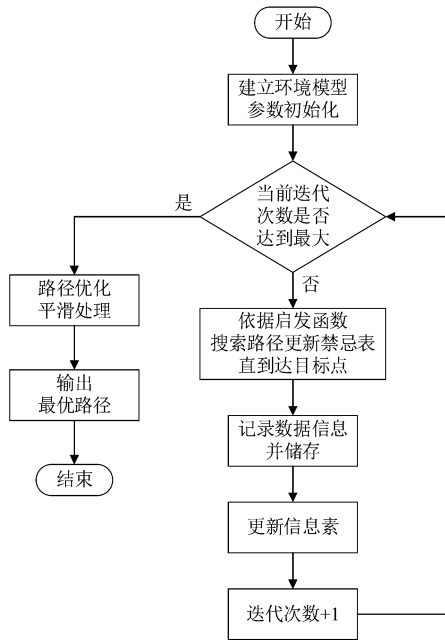 开始
建立环境模型
参数初始化
当前迭代
次数是否
达到最大
是
否
路径优化
平滑处理
输出
最优路径
结束
依据启发函数
搜索路径更新禁忌表
直到达目标点
记录数据信息
并储存
更新信息素
迭代次数+1